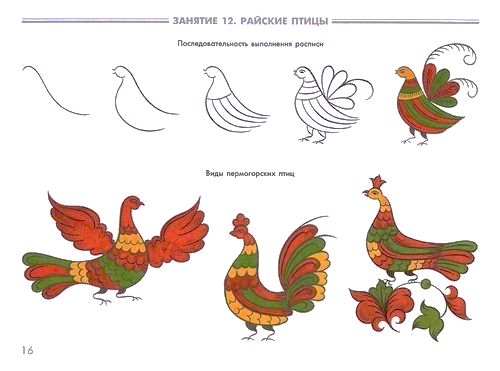 ЗАНЯТИЕ 12. РАЙСКИЕ ПТИЦЫ
Последовательность выполнения росписи
Виды пермогорских птиц
16